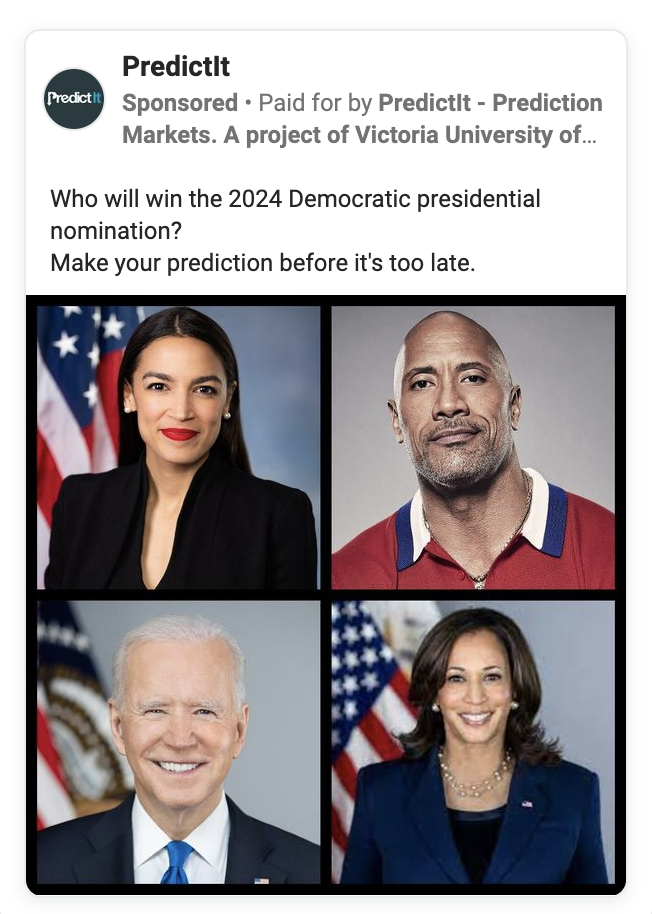 PredictIt
PredictIt
Sponsored • Paid for by PredictIt - Prediction
Markets. A project of Victoria University of...
Who will win the 2024 Democratic presidential
nomination?
Make your prediction before it's too late.